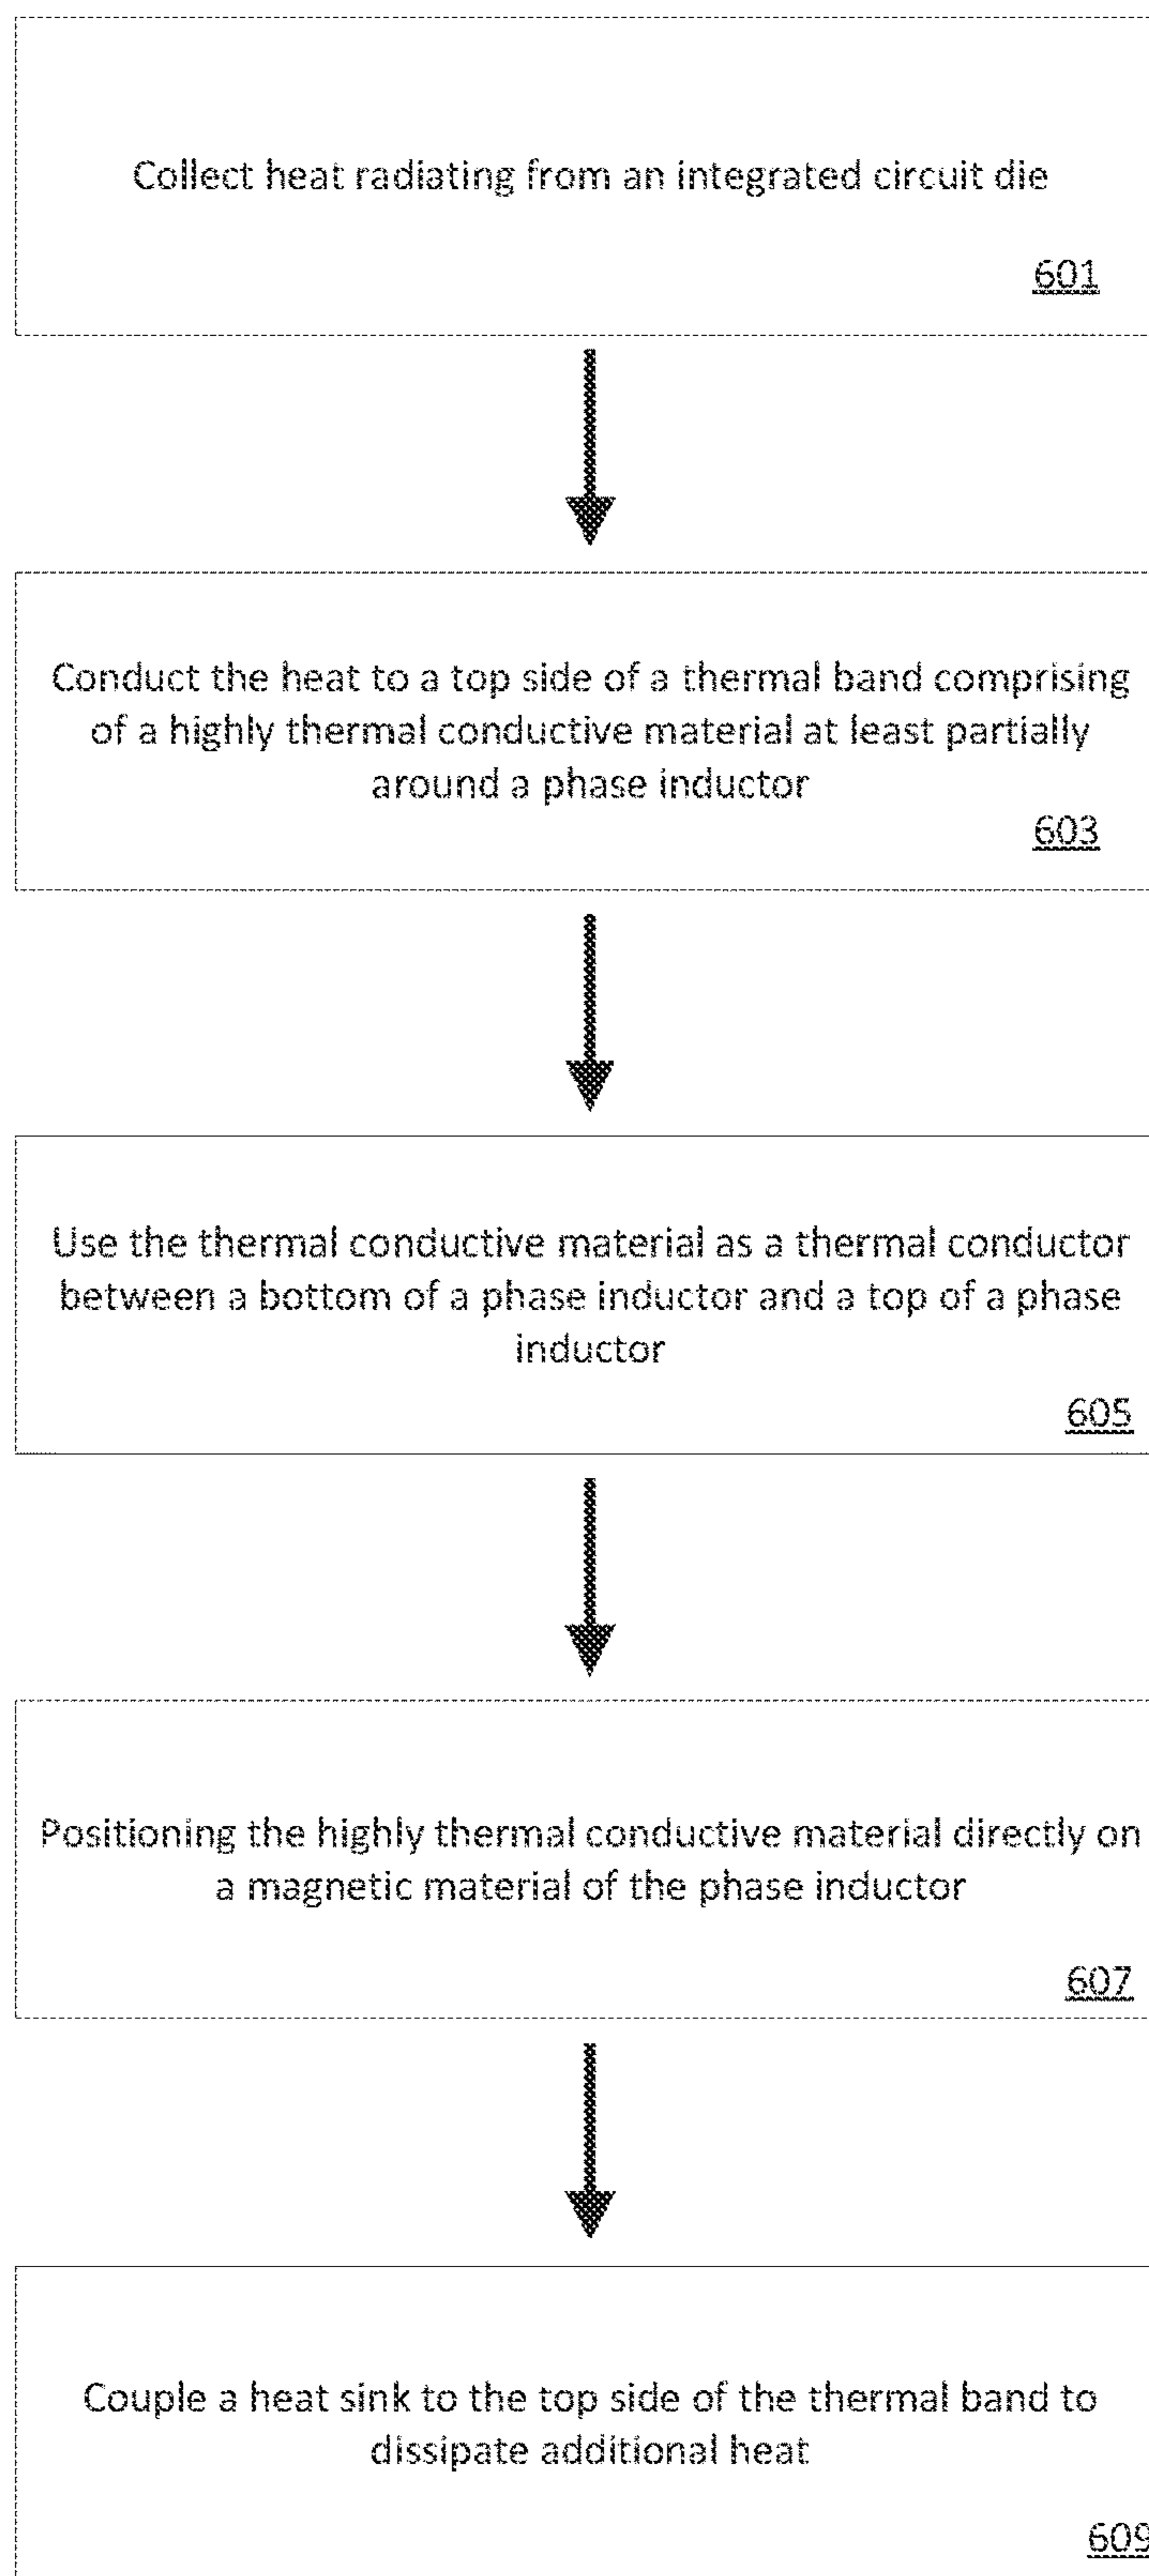 Collect heat radiating from an integrated circuit die
601
Conduct the heat to a top side of a thermal band comprising
of a highly thermal conductive material at least partially
around a phase inductor
603
Use the thermal conductive material as a thermal conductor
between a bottom of a phase inductor and a top of a phase
inductor
605
Positioning the highly thermal conductive material directly on
a magnetic material of the phase inductor
607
Couple a heat sink to the top side of the thermal band to
dissipate additional heat
609